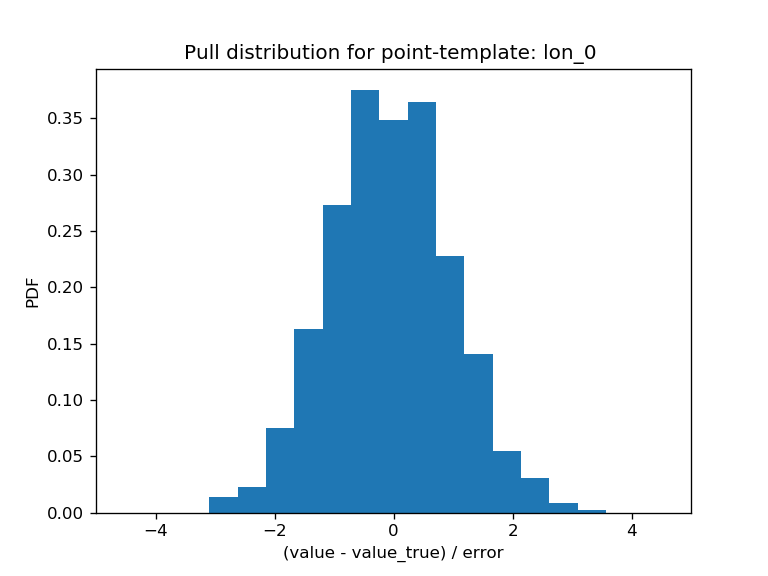 Pull distribution for point-template: lon_0
0.35
0.30
0.25
0.20
0.15
0.10
0.05
0.00
PDF
−4 −2 0 2 4
(value - value_true) / error